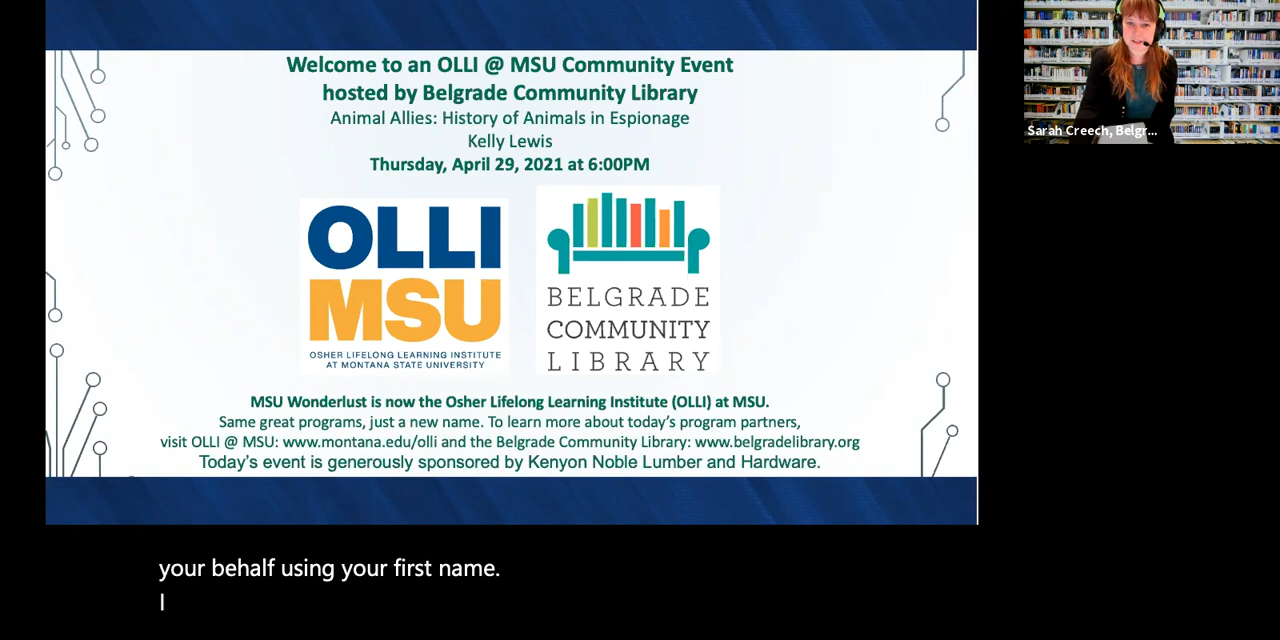 Welcome to an OLLI @ MSU Community Event
hosted by Belgrade Community Library
Animal Allies: History of Animals in Espionage
Kelly Lewis
Thursday, April 29, 2021 at 6:00PM
OLLI
MSU
OSHER LIFELONG LEARNING INSTITUTE
AT MONTANA STATE UNIVERSITY
BELGRADE
COMMUNITY
LIBRARY
MSU Wonderlust is now the Osher Lifelong Learning Institute (OLLI) at MSU.
Same great programs, just a new name. To learn more about today's program partners,
visit OLLI @ MSU: www.montana.edu/olli and the Belgrade Community Library: www.belgradelibrary.org
Today's event is generously sponsored by Kenyon Noble Lumber and Hardware.
Sarah Creech, Belgr...
your behalf using your first name.
I